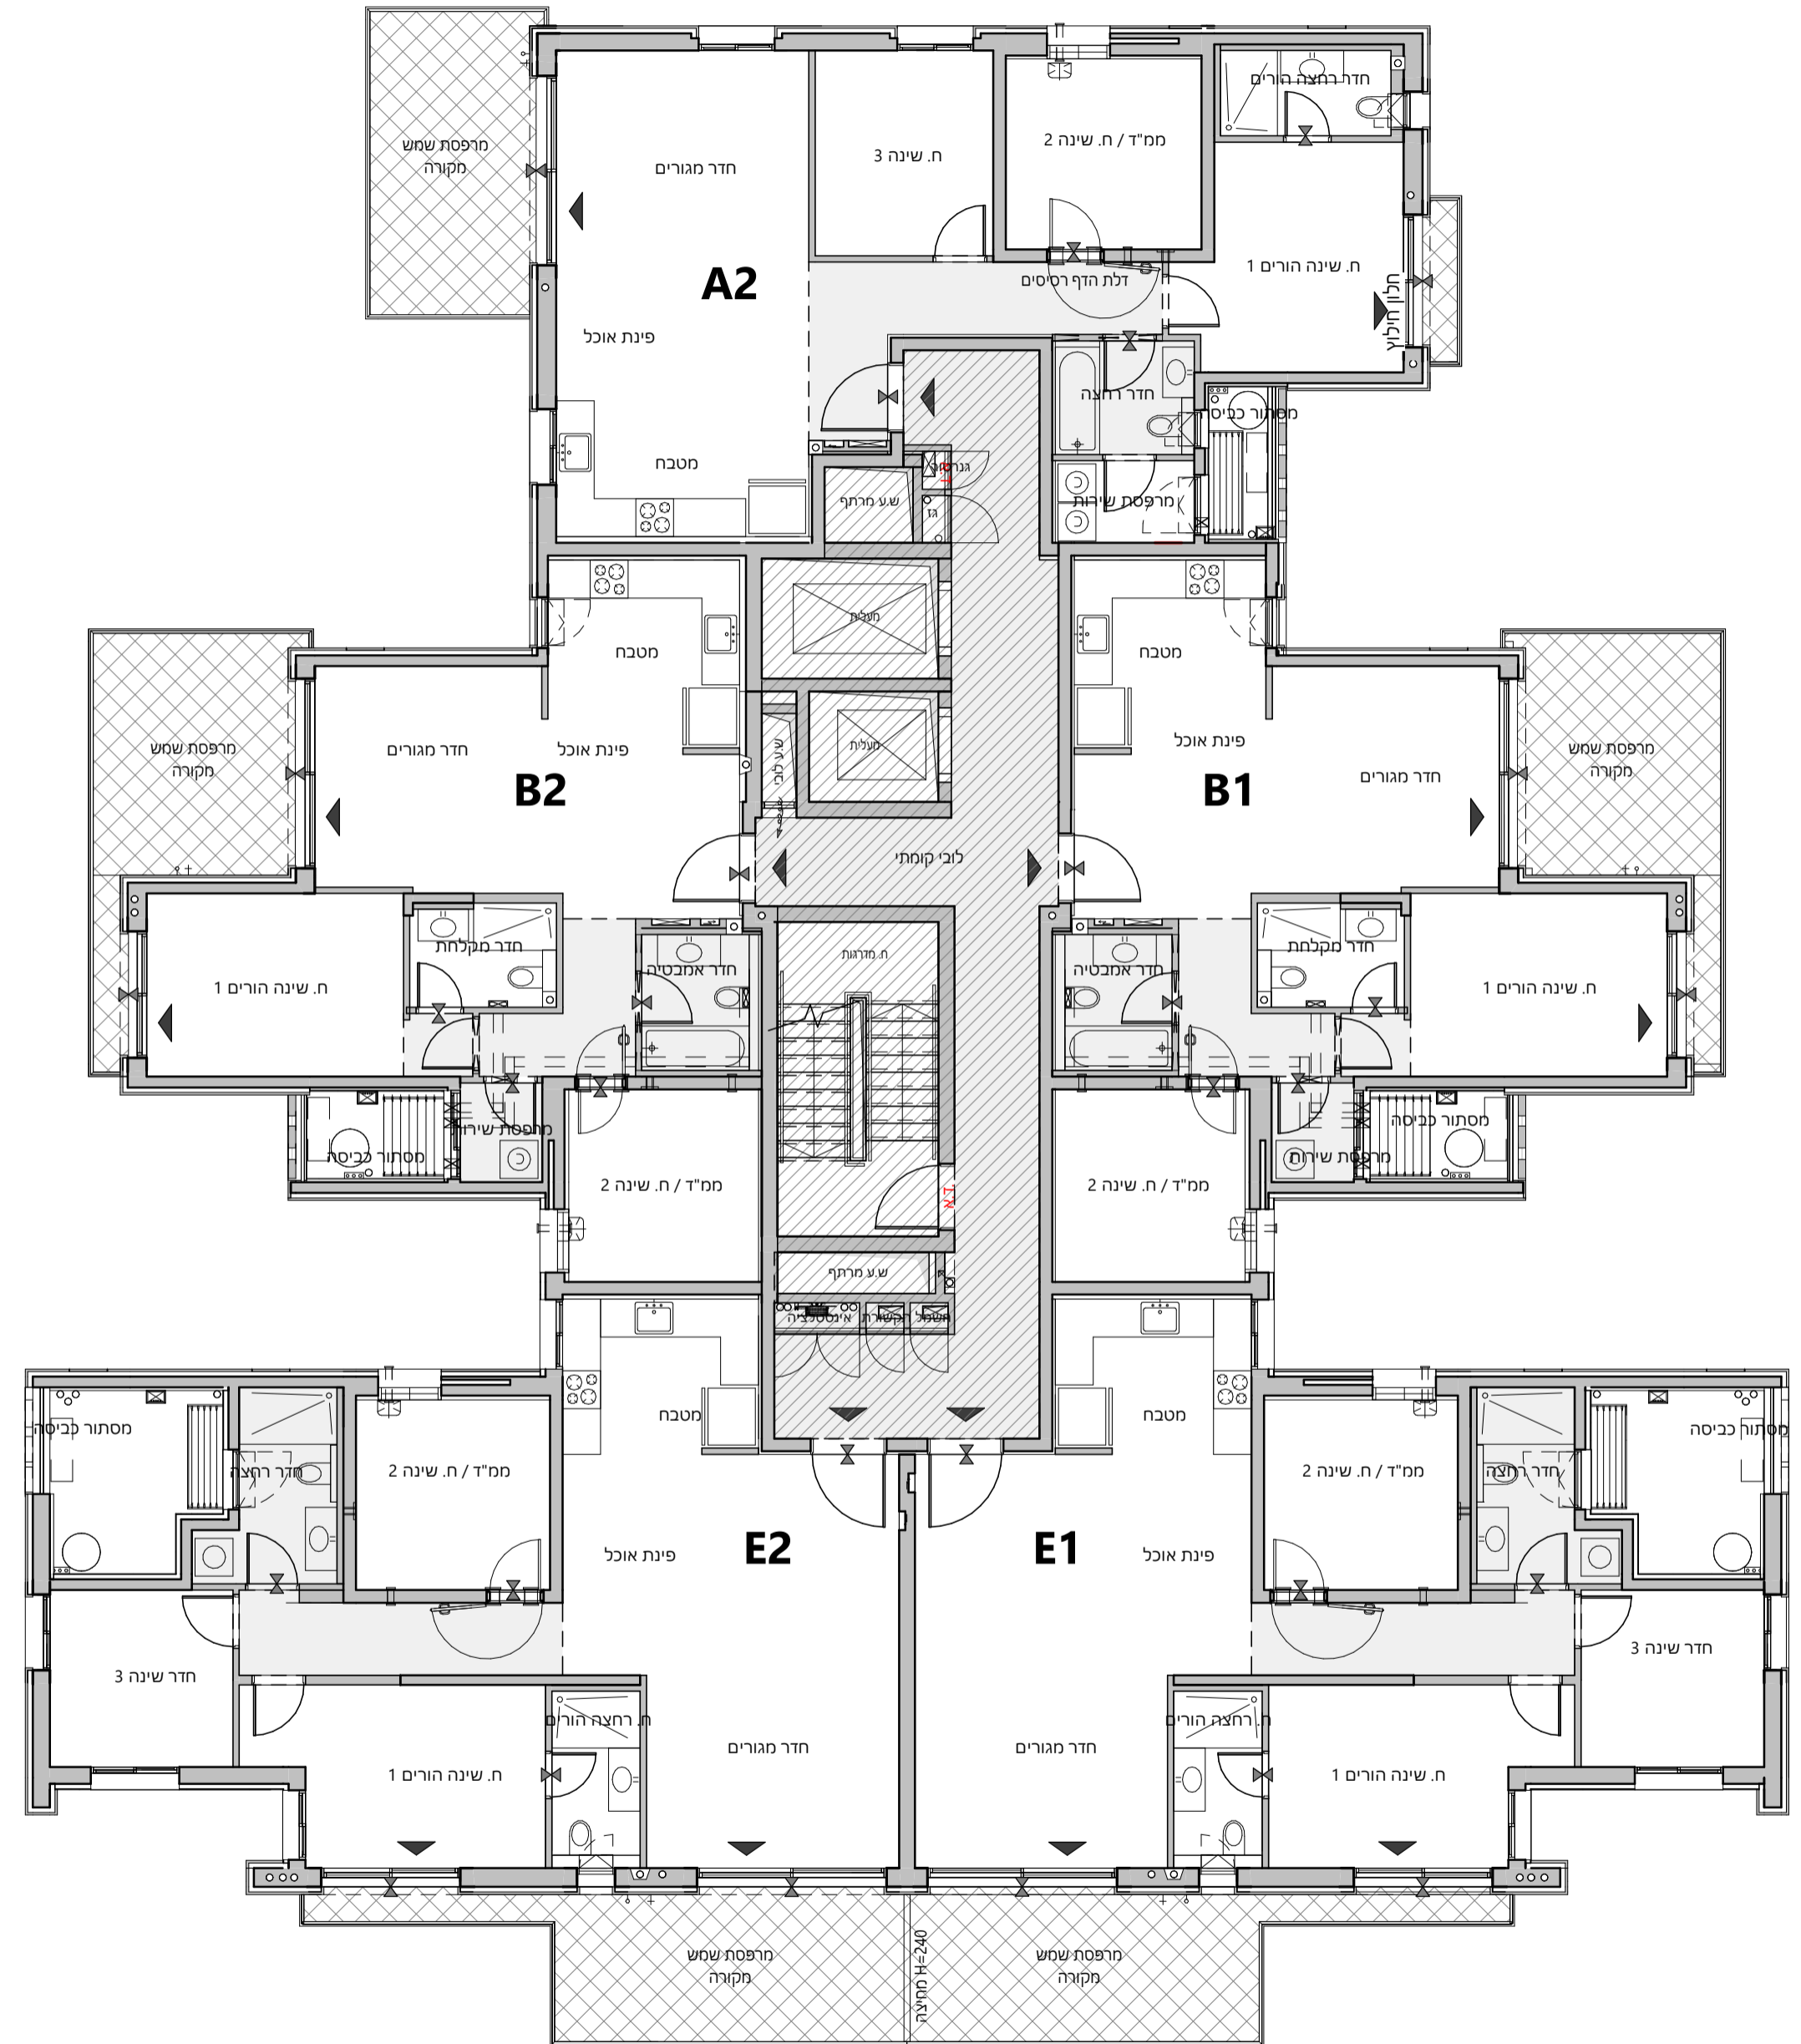 מרפסת שמש
מקורה
חדר מגורים
ח. שינה 3
ממ"ד / ח. שינה 2
חדר רחצה הורים
A2
דלת הדף רסיסים
ח. שינה הורים 1
חלון חילוץ
פינת אוכל
חדר רחצה
מסתור כביסה
מטבח
ש.ע מרתף
גז
מרפסת שירות
מעלית
מטבח
מטבח
מרפסת שמש
מקורה
חדר מגורים
פינת אוכל
B2
ש.ע לובי
מעלית
פינת אוכל
B1
חדר מגורים
מרפסת שמש
מקורה
לובי קומתי
ח. שינה הורים 1
חדר מקלחת
חדר אמבטיה
ח. מדרגות
חדר אמבטיה
חדר מקלחת
ח. שינה הורים 1
מסתור כביסה
מרפסת שירות
ממ"ד / ח. שינה 2
ד.א
ממ"ד / ח. שינה 2
מרפסת שירות
מסתור כביסה
ש.ע מרתף
אינסטלציה
תקשורת
חשמל
מסתור כביסה
חדר רחצה
ממ"ד / ח. שינה 2
מטבח
מטבח
ממ"ד / ח. שינה 2
חדר רחצה
מסתור כביסה
פינת אוכל
E2
E1
פינת אוכל
חדר שינה 3
חדר שינה 3
ח. רחצה הורים
ח. רחצה הורים
ח. שינה הורים 1
חדר מגורים
חדר מגורים
ח. שינה הורים 1
מרפסת שמש
מקורה
מחיצה H=240
מרפסת שמש
מקורה